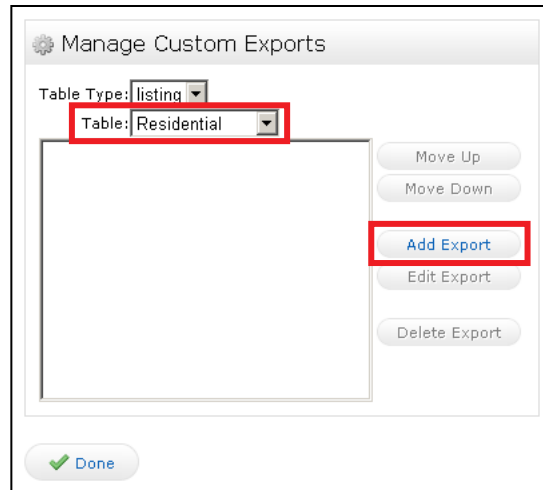 Manage Custom Exports
Table Type: listing
Table: Residential
Move Up
Move Down
Add Export
Edit Export
Delete Export
Done